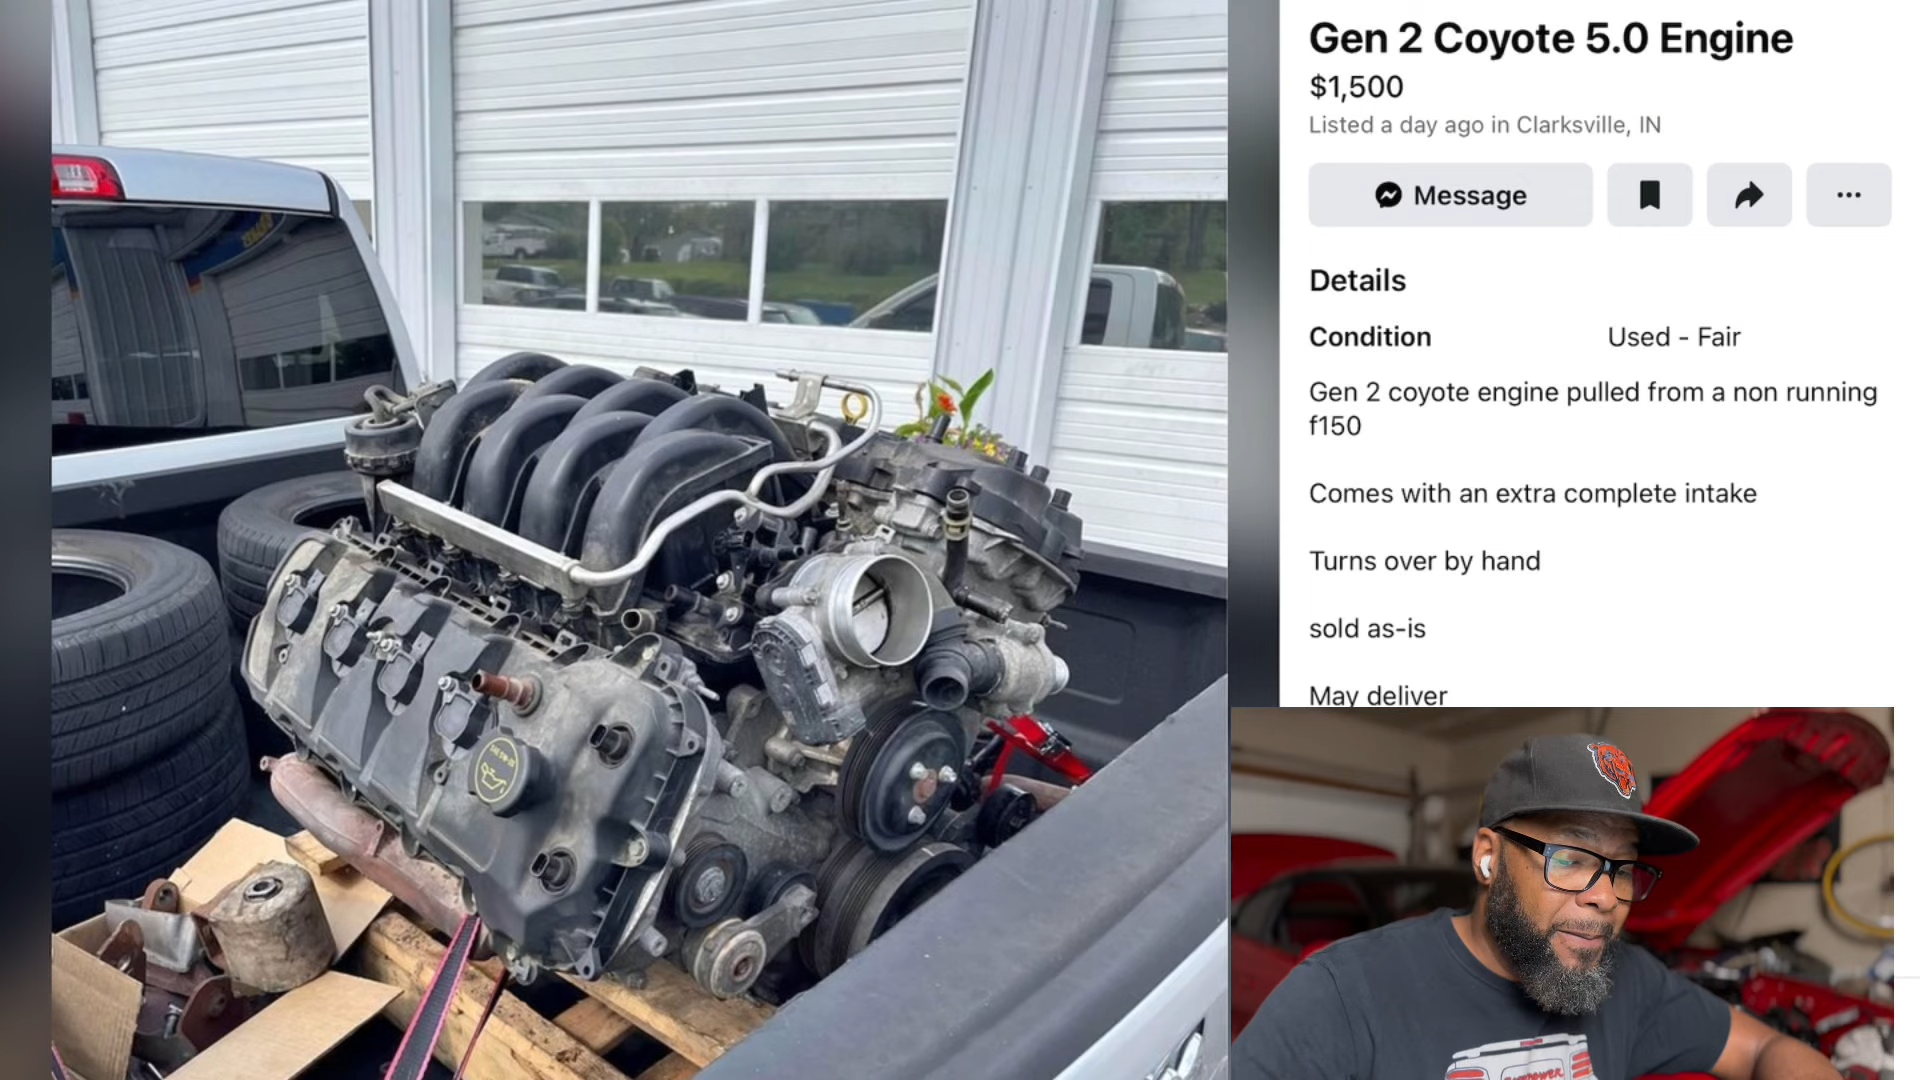 Gen 2 Coyote 5.0 Engine
$1,500
Listed a day ago in Clarksville, IN
Message
Details
Condition Used - Fair
Gen 2 coyote engine pulled from a non running
f150
Comes with an extra complete intake
Turns over by hand
sold as-is
May deliver